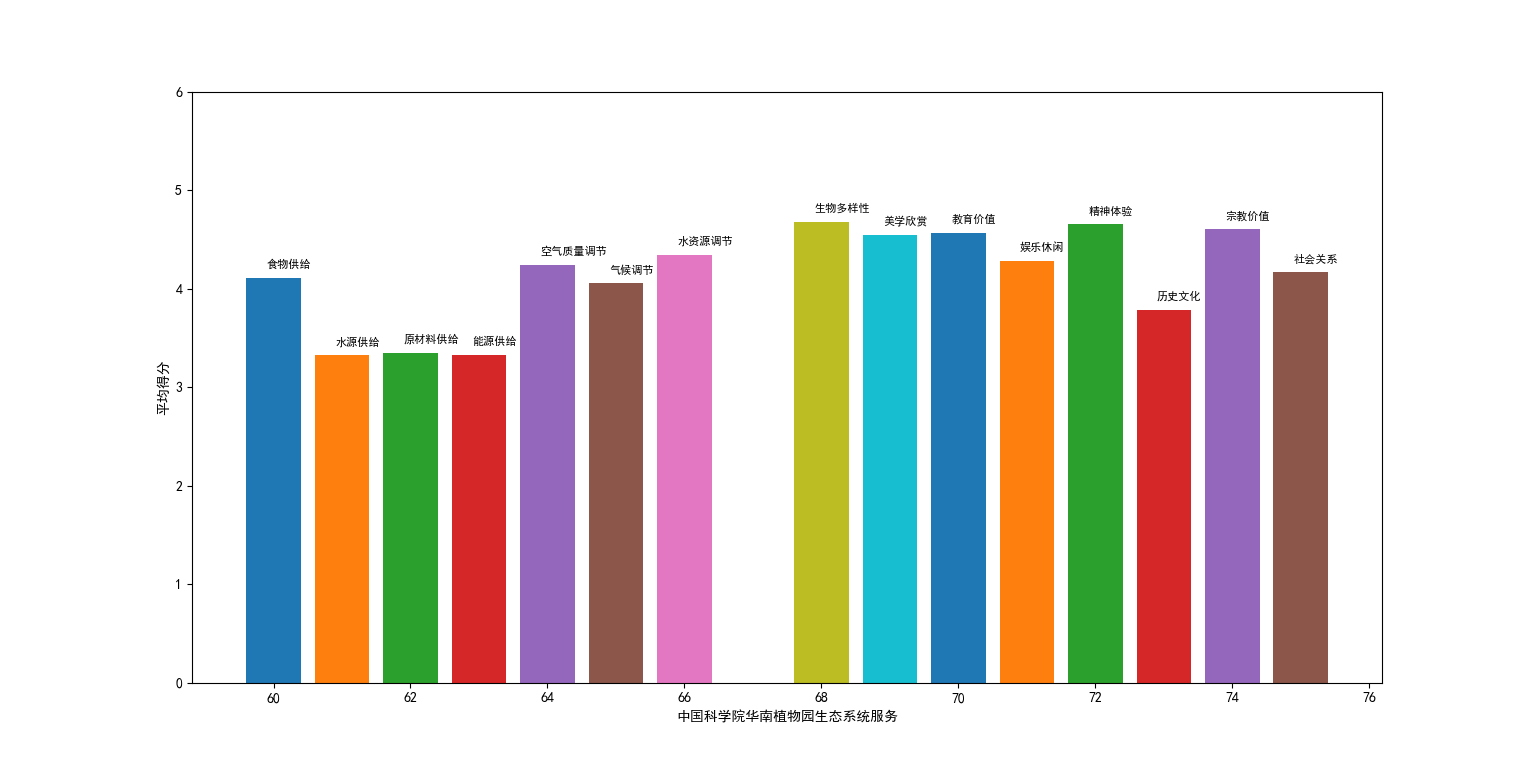 6
生物多样性
精神体验
宗教价值
教育价值
美学欣赏
5
水资源调节
娱乐休闲
空气质量调节
社会关系
食物供给
气候调节
4
历史文化
原材料供给
水源供给
能源供给
3
平均得分
2
1
0
60 62 64 66 68 70 72 74 76
中国科学院华南植物园生态系统服务